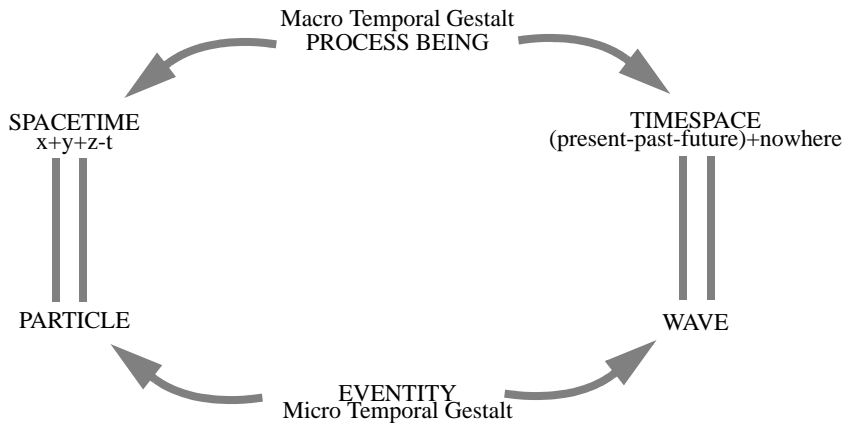 Macro Temporal Gestalt
PROCESS BEING
SPACETIME
x+y+z-t
TIMESPACE
(present-past-future)+nowhere
PARTICLE
WAVE
EVENTITY
Micro Temporal Gestalt